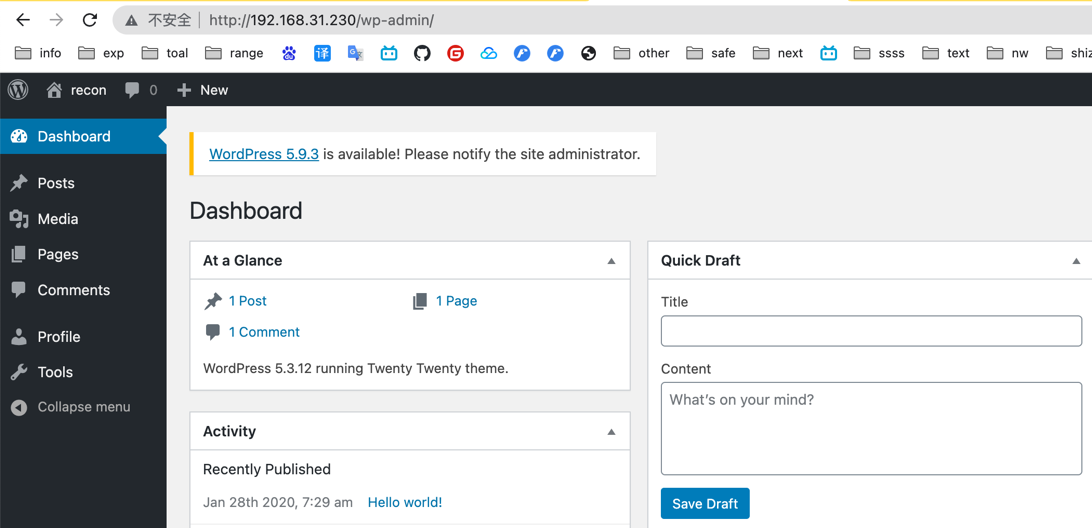 不安全 http://192.168.31.230/wp-admin/
info exp toal range 译 G other safe next ssss text nw
recon 0 New
Dashboard
Posts
Media
Pages
Comments
Profile
Tools
Collapse menu
WordPress 5.9.3 is available! Please notify the site administrator.
Dashboard
At a Glance
1 Post 1 Page
1 Comment
WordPress 5.3.12 running Twenty Twenty theme.
Activity
Recently Published
Jan 28th 2020, 7:29 am Hello world!
Quick Draft
Title
Content
What's on your mind?
Save Draft